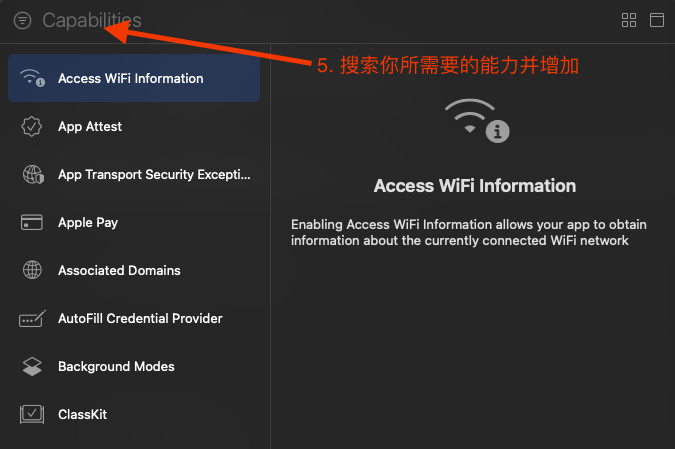 Capabilities
5. 搜索你所需要的能力并增加
Access WiFi Information
App Attest
App Transport Security Excepti...
Apple Pay
Associated Domains
AutoFill Credential Provider
Background Modes
ClassKit
Access WiFi Information
Enabling Access WiFi Information allows your app to obtain
information about the currently connected WiFi network